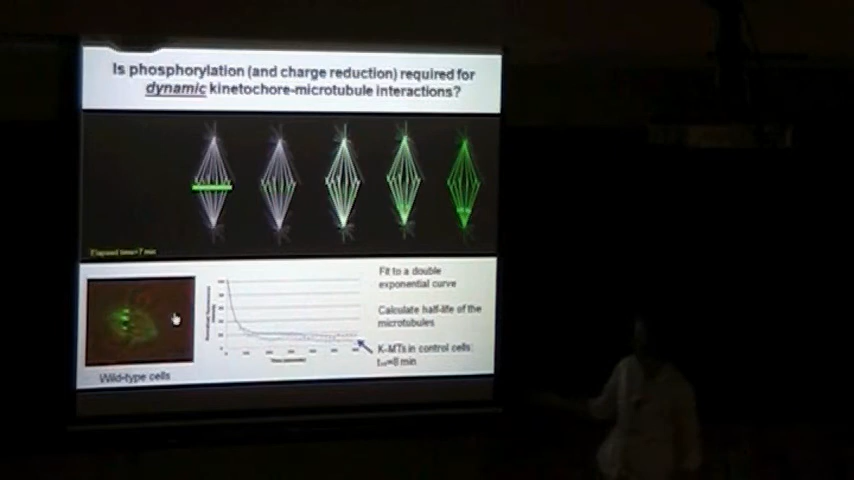 Is phosphorylation (and charge reduction) required for
dynamic kinetochore-microtubule interactions?
Elapsed time=7 min
Fit to a double
exponential curve
Calculate half-life of the
microtubules
K-MTs in control cells:
t₁/₂=8 min
Wild-type cells